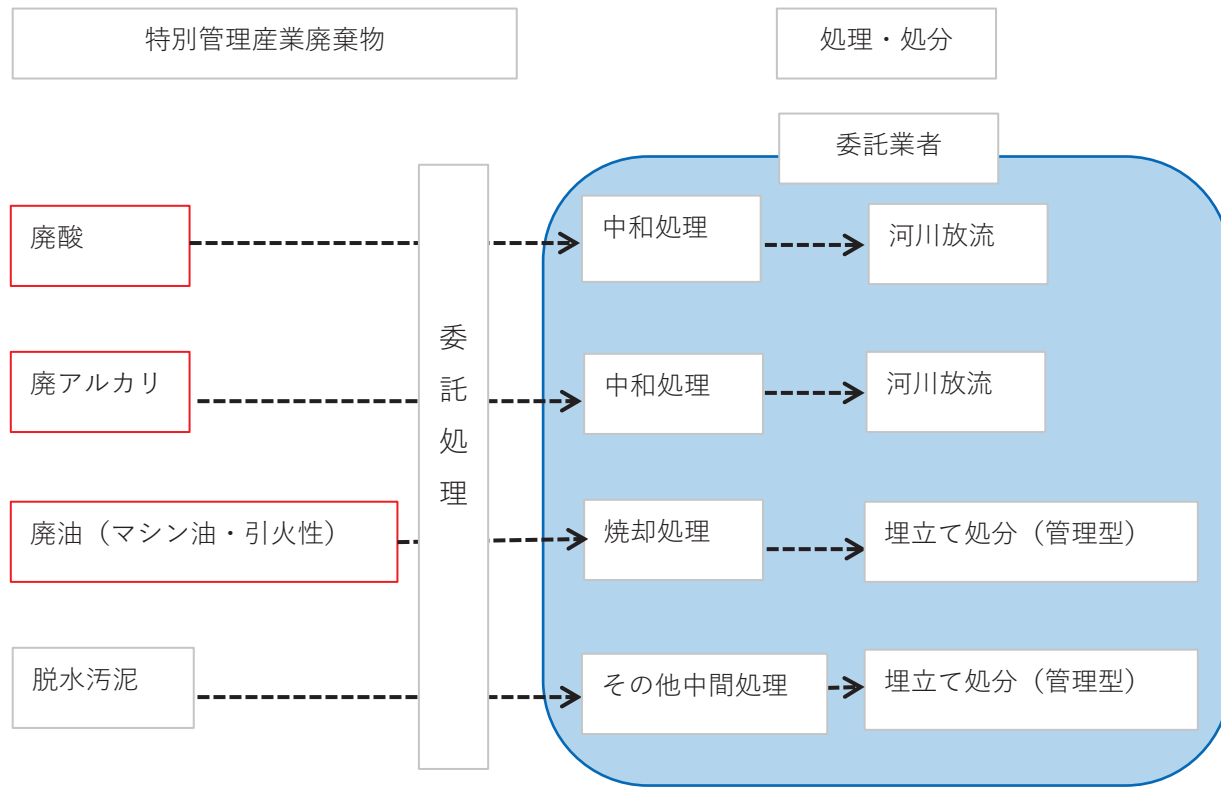 特別管理産業廃棄物
処理・処分
委託業者
廃酸
中和処理
河川放流
廃アルカリ
委託処理
中和処理
河川放流
廃油（マシン油・引火性）
焼却処理
埋立て処分（管理型）
脱水汚泥
その他中間処理
埋立て処分（管理型）